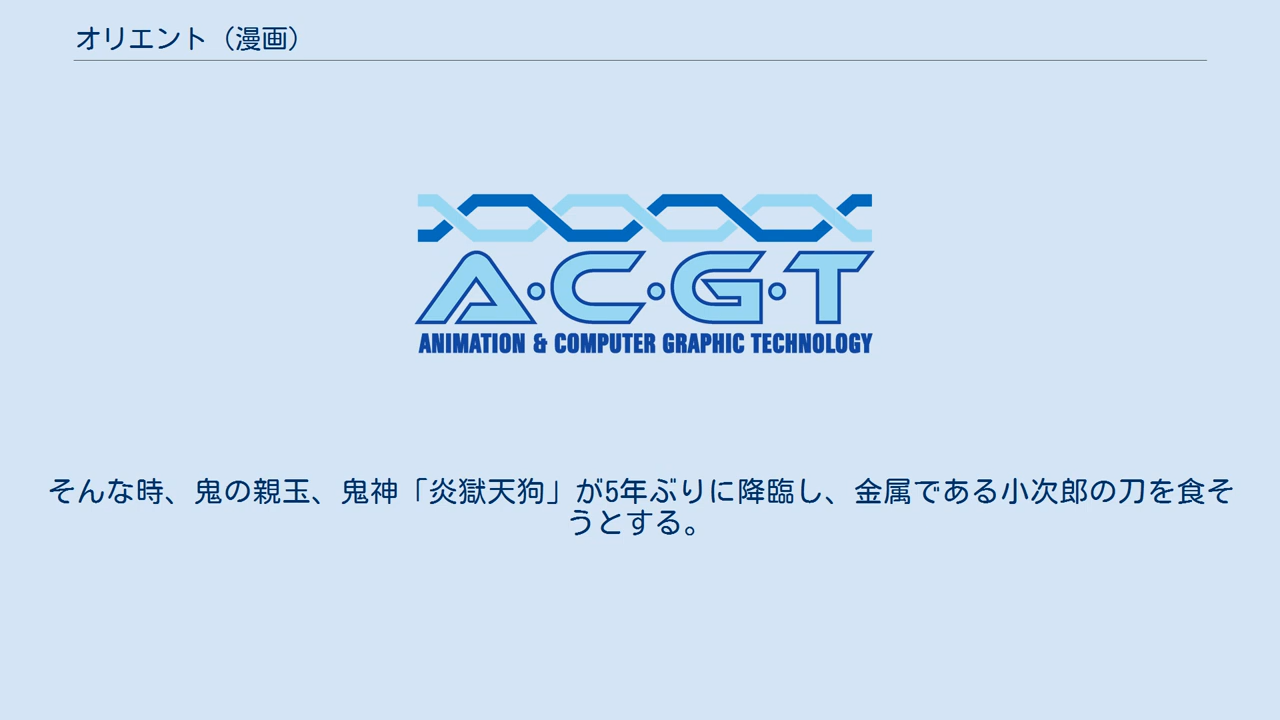 オリエント（漫画）
A・C・G・T
ANIMATION & COMPUTER GRAPHIC TECHNOLOGY
そんな時、鬼の親玉、鬼神「炎獄天狗」が5年ぶりに降臨し、金属である小次郎の刀を食そ
うとする。